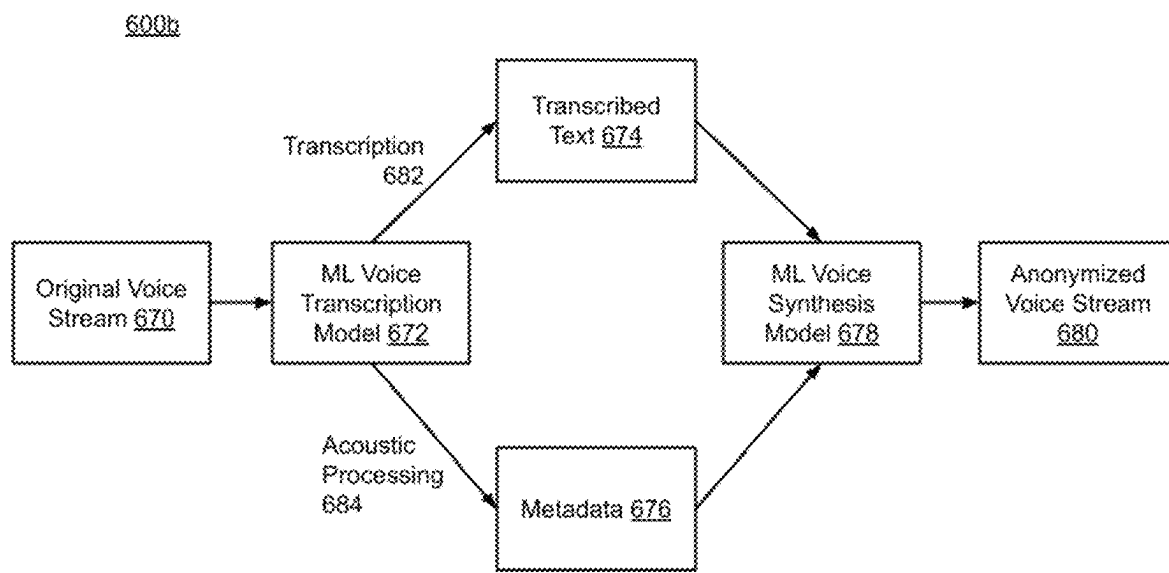 600b
Transcribed
Text 674
Transcription
682
Original Voice
Stream 670
ML Voice
Transcription
Model 672
ML Voice
Synthesis
Model 678
Anonymized
Voice Stream
680
Acoustic
Processing
684
Metadata 676